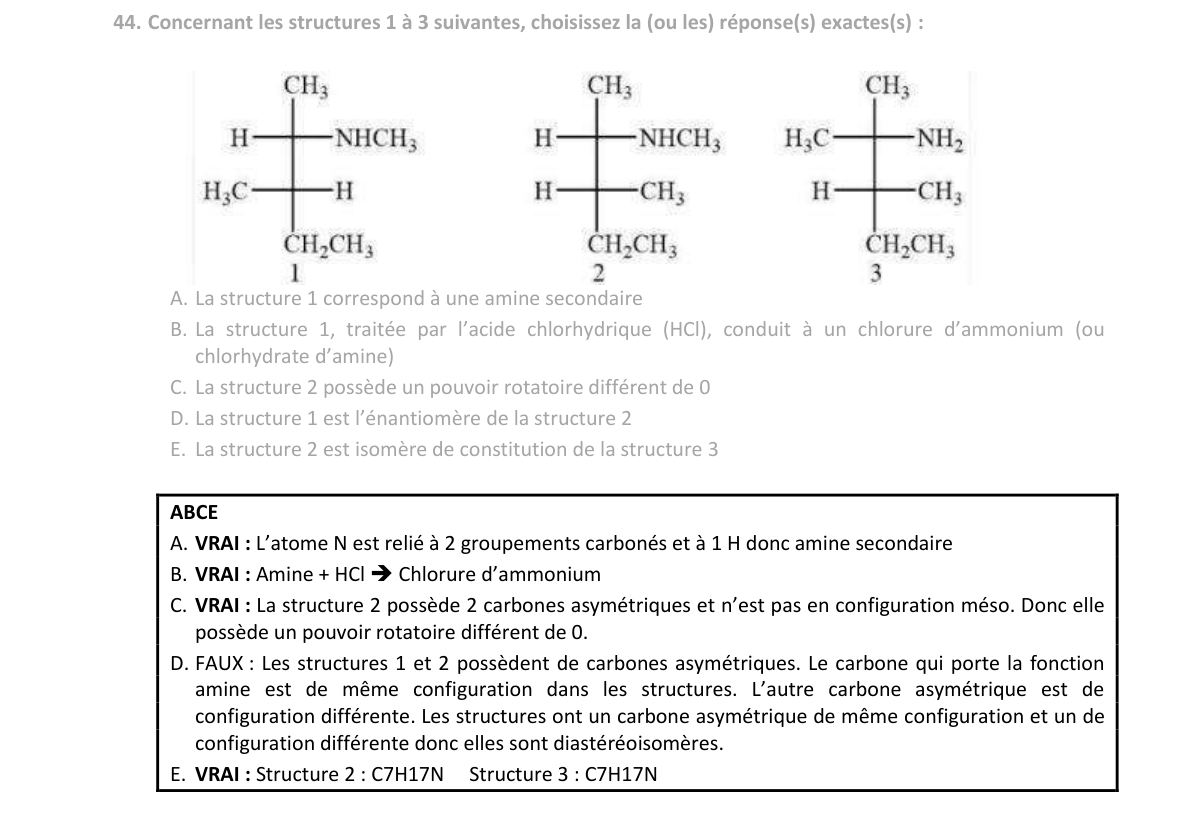 44. Concernant les structures 1 à 3 suivantes, choisissez la (ou les) réponse(s) exactes(s) :
CH3 CH3 CH3
H NHCH3 H NHCH3 H3C NH2
H3C H H CH3 H CH3
CH2CH3 CH2CH3 CH2CH3
1 2 3
A. La structure 1 correspond à une amine secondaire
B. La structure 1, traitée par l’acide chlorhydrique (HCl), conduit à un chlorure d’ammonium (ou
chlorhydrate d’amine)
C. La structure 2 possède un pouvoir rotatoire différent de 0
D. La structure 1 est l’énantiomère de la structure 2
E. La structure 2 est isomère de constitution de la structure 3
ABCE
A. VRAI : L’atome N est relié à 2 groupements carbonés et à 1 H donc amine secondaire
B. VRAI : Amine + HCl ➔ Chlorure d’ammonium
C. VRAI : La structure 2 possède 2 carbones asymétriques et n’est pas en configuration méso. Donc elle
possède un pouvoir rotatoire différent de 0.
D. FAUX : Les structures 1 et 2 possèdent de carbones asymétriques. Le carbone qui porte la fonction
amine est de même configuration dans les structures. L’autre carbone asymétrique est de
configuration différente. Les structures ont un carbone asymétrique de même configuration et un de
configuration différente donc elles sont diastéréoisomères.
E. VRAI : Structure 2 : C7H17N Structure 3 : C7H17N